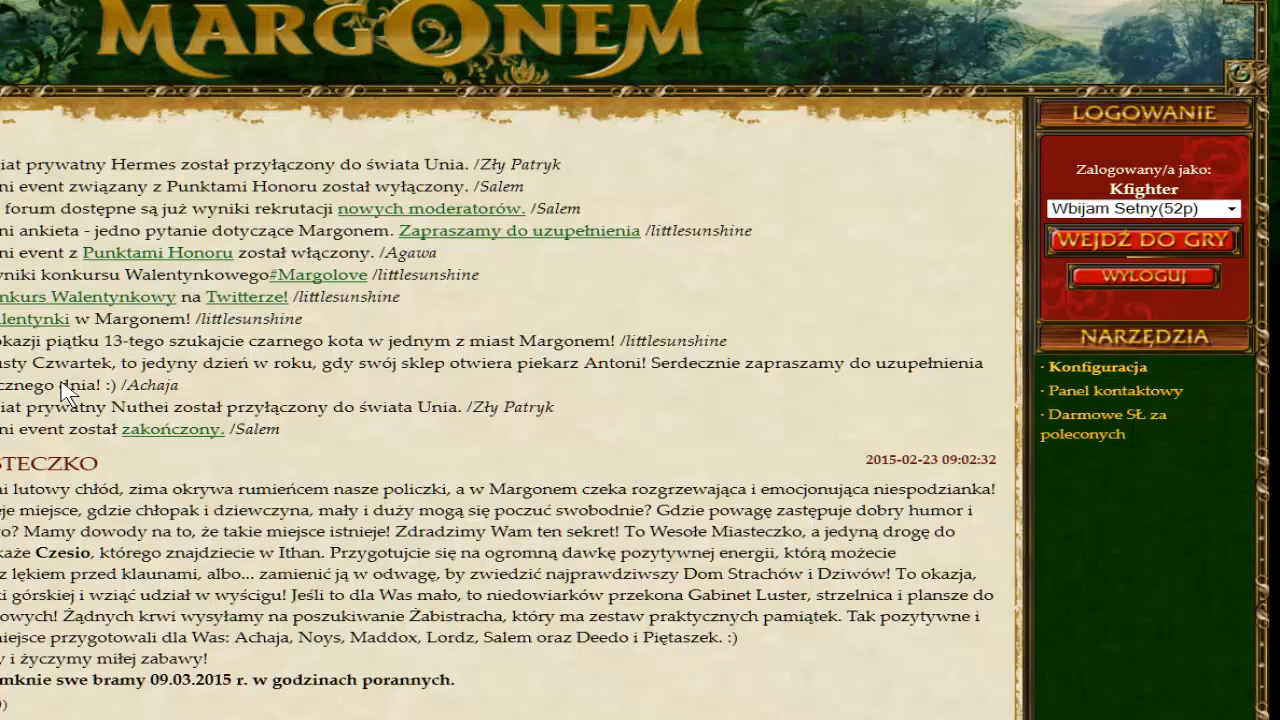 MARGONEM
iat prywatny Hermes został przyłączony do świata Unia. /Zły Patryk
ni event związany z Punktami Honoru został wyłączony. /Salem
forum dostępne są już wyniki rekrutacji nowych moderatorów. /Salem
ni ankieta - jedno pytanie dotyczące Margonem. Zapraszamy do uzupełnienia /littlesunshine
ni event z Punktami Honoru został włączony. /Agawa
yniki konkursu Walentynkowego#Margolove /littlesunshine
nkurs Walentynkowy na Twitterze! /littlesunshine
alentynki w Margonem! /littlesunshine
okazji piątku 13-tego szukajcie czarnego kota w jednym z miast Margonem! /littlesunshine
usty Czwartek, to jedyny dzień w roku, gdy swój sklep otwiera piekarz Antoni! Serdecznie zapraszamy do uzupełnienia
cznego dnia! :) /Achaja
iat prywatny Nuthei został przyłączony do świata Unia. /Zły Patryk
ni event został zakończony. /Salem
STECZKO 2015-02-23 09:02:32
ni lutowy chłód, zima okrywa rumieńcem nasze policzki, a w Margonem czeka rozgrzewająca i emocjonująca niespodzianka!
eje miejsce, gdzie chłopak i dziewczyna, mały i duży mogą się poczuć swobodnie? Gdzie powagę zastępuje dobry humor i
o? Mamy dowody na to, że takie miejsce istnieje! Zdradzimy Wam ten sekret! To Wesołe Miasteczko, a jedyną drogę do
każe Czesio, którego znajdziecie w Ithan. Przygotujcie się na ogromną dawkę pozytywnej energii, którą możecie
z lękiem przed klaunami, albo... zamienić ją w odwagę, by zwiedzić najprawdziwszy Dom Strachów i Dziwów! To okazja,
ki górskiej i wziąć udział w wyścigu! Jeśli to dla Was mało, to niedowiarków przekona Gabinet Luster, strzelnica i plansze do
owych! Żądnych krwi wysyłamy na poszukiwanie Żabistracha, który ma zestaw praktycznych pamiątek. Tak pozytywne i
niejsce przygotowali dla Was: Achaja, Noys, Maddox, Lordz, Salem oraz Deedo i Piętaszek. :)
y i życzymy miłej zabawy!
mknie swe bramy 09.03.2015 r. w godzinach porannych.
)
LOGOWANIE
Zalogowany/a jako:
Kfighter
Wbijam Setny(52p)
WEJDŹ DO GRY
WYLOGUJ
NARZĘDZIA
· Konfiguracja
· Panel kontaktowy
· Darmowe SŁ za
poleconych